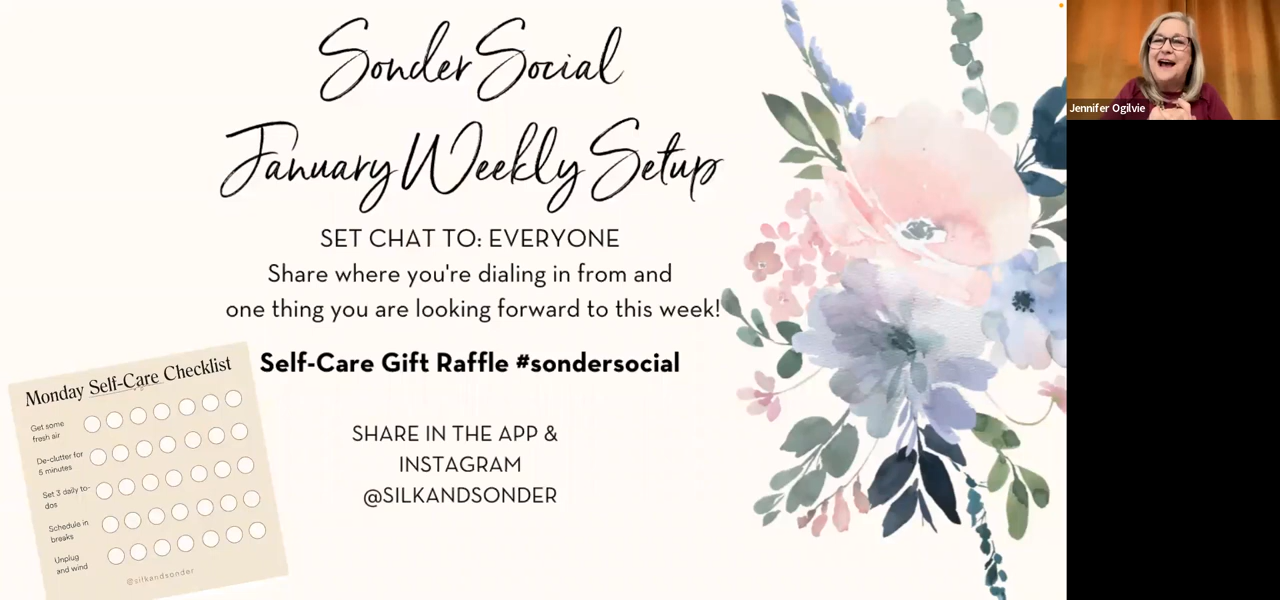 Sonder Social
January Weekly Setup
SET CHAT TO: EVERYONE
Share where you're dialing in from and
one thing you are looking forward to this week!
Self-Care Gift Raffle #sondersocial
SHARE IN THE APP &
INSTAGRAM
@SILKANDSONDER
Monday Self-Care Checklist
Get some
fresh air
De-clutter for
5 minutes
Set 3 daily to-
dos
Schedule in
breaks
Unplug
and wind
@silkandsonder
Jennifer Ogilvie